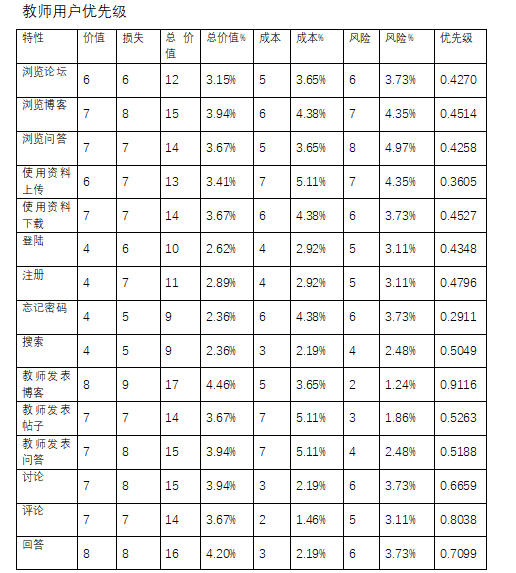 教师用户优先级
特性 价值 损失 总价值 总价值% 成本 成本% 风险 风险% 优先级
浏览论坛 6 6 12 3.15% 5 3.65% 6 3.73% 0.4270
浏览博客 7 8 15 3.94% 6 4.38% 7 4.35% 0.4514
浏览问答 7 7 14 3.67% 5 3.65% 8 4.97% 0.4258
使用资料上传 6 7 13 3.41% 7 5.11% 7 4.35% 0.3605
使用资料下载 7 7 14 3.67% 6 4.38% 6 3.73% 0.4527
登陆 4 6 10 2.62% 4 2.92% 5 3.11% 0.4348
注册 4 7 11 2.89% 4 2.92% 5 3.11% 0.4796
忘记密码 4 5 9 2.36% 6 4.38% 6 3.73% 0.2911
搜索 4 5 9 2.36% 3 2.19% 4 2.48% 0.5049
教师发表博客 8 9 17 4.46% 5 3.65% 2 1.24% 0.9116
教师发表帖子 7 7 14 3.67% 7 5.11% 3 1.86% 0.5263
教师发表问答 7 8 15 3.94% 7 5.11% 4 2.48% 0.5188
讨论 7 8 15 3.94% 3 2.19% 6 3.73% 0.6659
评论 7 7 14 3.67% 2 1.46% 5 3.11% 0.8038
回答 8 8 16 4.20% 3 2.19% 6 3.73% 0.7099